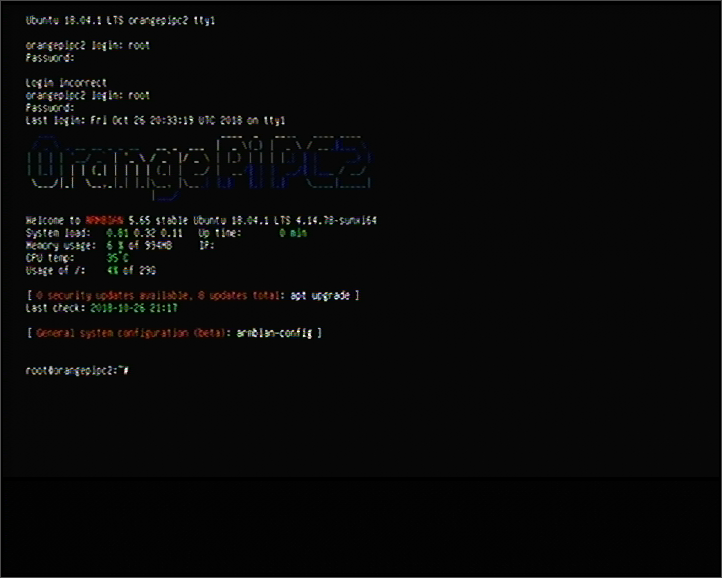 Ubuntu 18.04.1 LTS orangepipc2 tty1
orangepipc2 login: root
Password:
Login incorrect
orangepipc2 login: root
Password:
Last login: Fri Oct 26 20:33:19 UTC 2018 on tty1
Orange Pi PC2
Welcome to ARMBIAN 5.65 stable Ubuntu 18.04.1 LTS 4.14.78-sunxi64
System load: 0.81 0.32 0.11 Up time: 0 min
Memory usage: 6 % of 994MB IP:
CPU temp: 35°C
Usage of /: 4% of 29G
[ 0 security updates available, 8 updates total: apt upgrade ]
Last check: 2018-10-26 21:17
[ General system configuration (beta): armbian-config ]
root@orangepipc2:~#